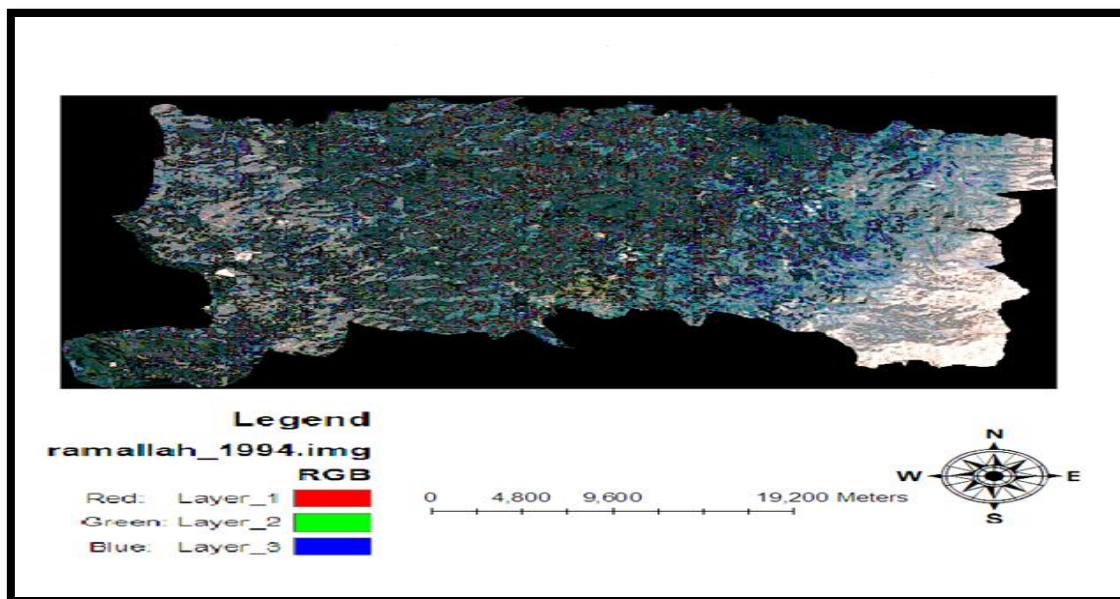 Legend
ramallah_1994.img
RGB
Red: Layer_1
Green: Layer_2
Blue: Layer_3
0 4,800 9,600 19,200 Meters
N
W E
S